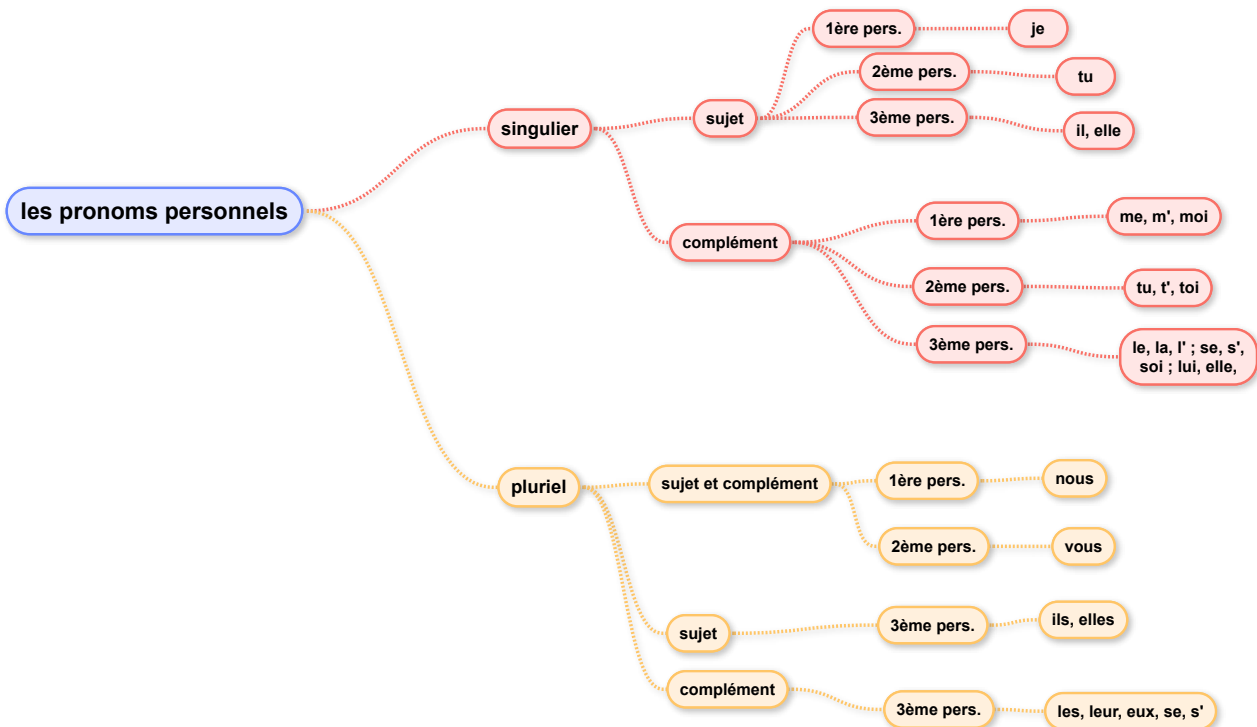 les pronoms personnels
singulier
sujet
1ère pers.
je
2ème pers.
tu
3ème pers.
il, elle
complément
1ère pers.
me, m', moi
2ème pers.
tu, t', toi
3ème pers.
le, la, l' ; se, s',
soi ; lui, elle,
pluriel
sujet et complément
1ère pers.
nous
2ème pers.
vous
sujet
3ème pers.
ils, elles
complément
3ème pers.
les, leur, eux, se, s'